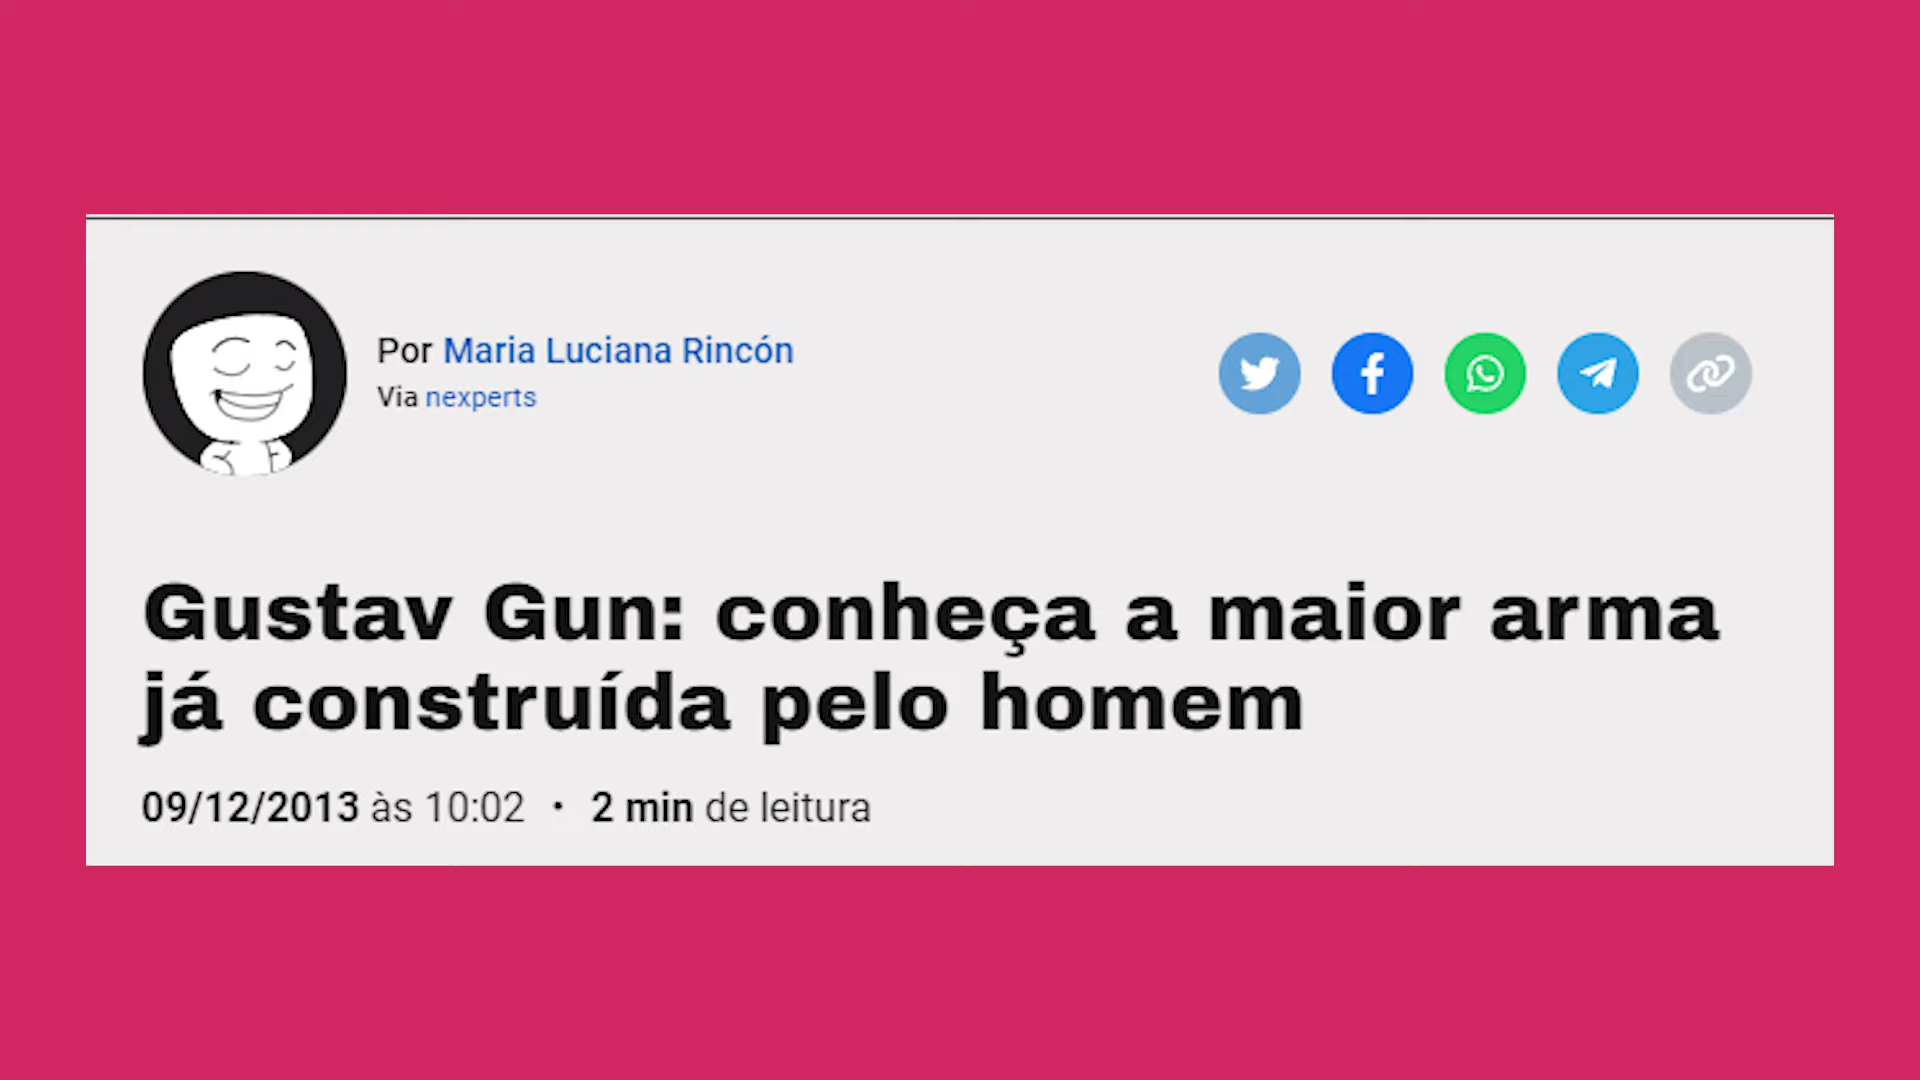 Por Maria Luciana Rincón
Via nexperts
Gustav Gun: conheça a maior arma
já construída pelo homem
09/12/2013 às 10:02 • 2 min de leitura